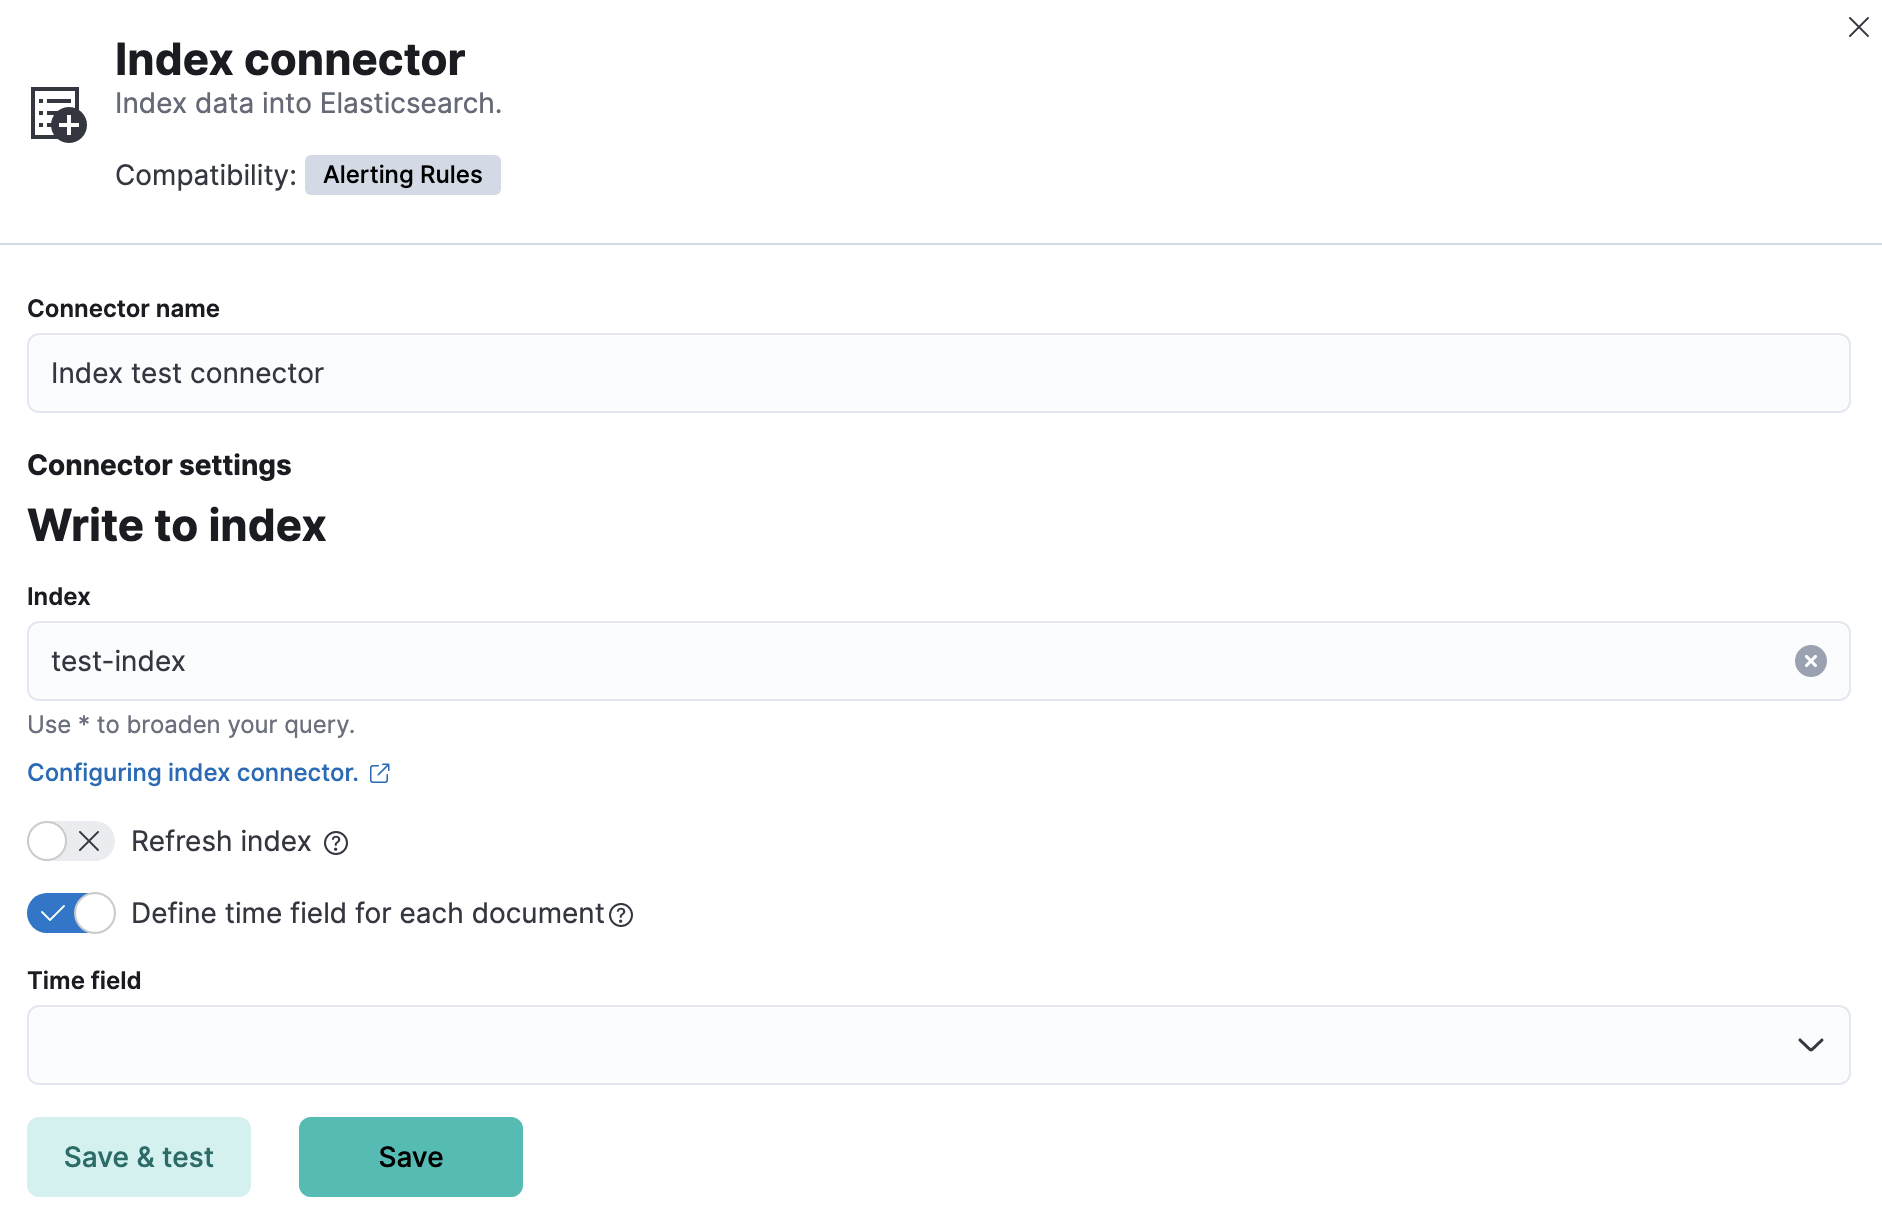 Index connector
Index data into Elasticsearch.
Compatibility: Alerting Rules
Connector name
Index test connector
Connector settings
Write to index
Index
test-index
Use * to broaden your query.
Configuring index connector.
Refresh index
Define time field for each document
Time field
Save & test
Save